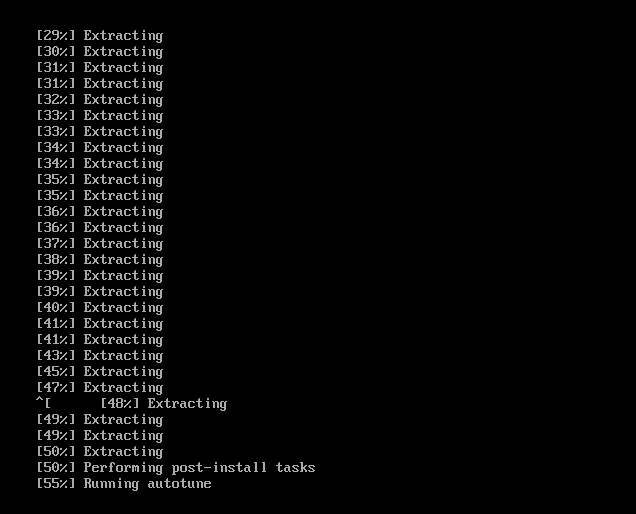 [29%] Extracting
[30%] Extracting
[31%] Extracting
[31%] Extracting
[32%] Extracting
[33%] Extracting
[33%] Extracting
[34%] Extracting
[34%] Extracting
[35%] Extracting
[35%] Extracting
[36%] Extracting
[36%] Extracting
[37%] Extracting
[38%] Extracting
[39%] Extracting
[39%] Extracting
[40%] Extracting
[41%] Extracting
[41%] Extracting
[43%] Extracting
[45%] Extracting
[47%] Extracting
^[ [48%] Extracting
[49%] Extracting
[49%] Extracting
[50%] Extracting
[50%] Performing post-install tasks
[55%] Running autotune